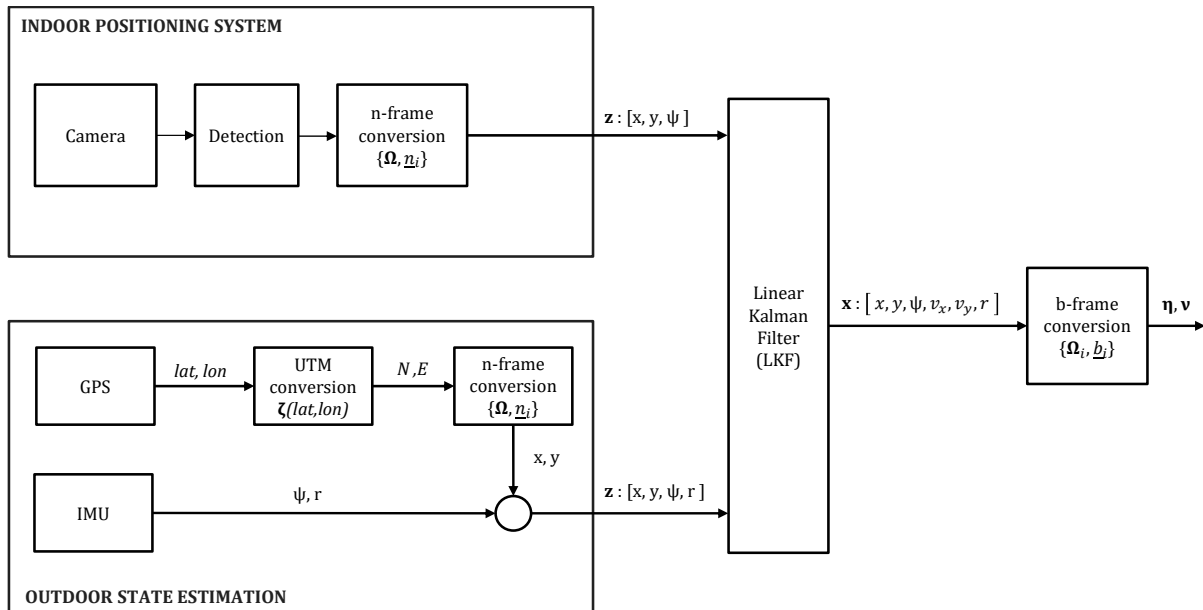 INDOOR POSITIONING SYSTEM
Camera
Detection
n-frame
conversion
{Ω, n_i}
z : [x, y, ψ ]
Linear
Kalman
Filter
(LKF)
x : [ x, y, ψ, v_x, v_y, r ]
b-frame
conversion
{Ω_i, b_j}
η, ν
GPS
lat, lon
UTM
conversion
ζ(lat,lon)
N ,E
n-frame
conversion
{Ω, n_i}
x, y
IMU
ψ, r
z : [x, y, ψ, r ]
OUTDOOR STATE ESTIMATION